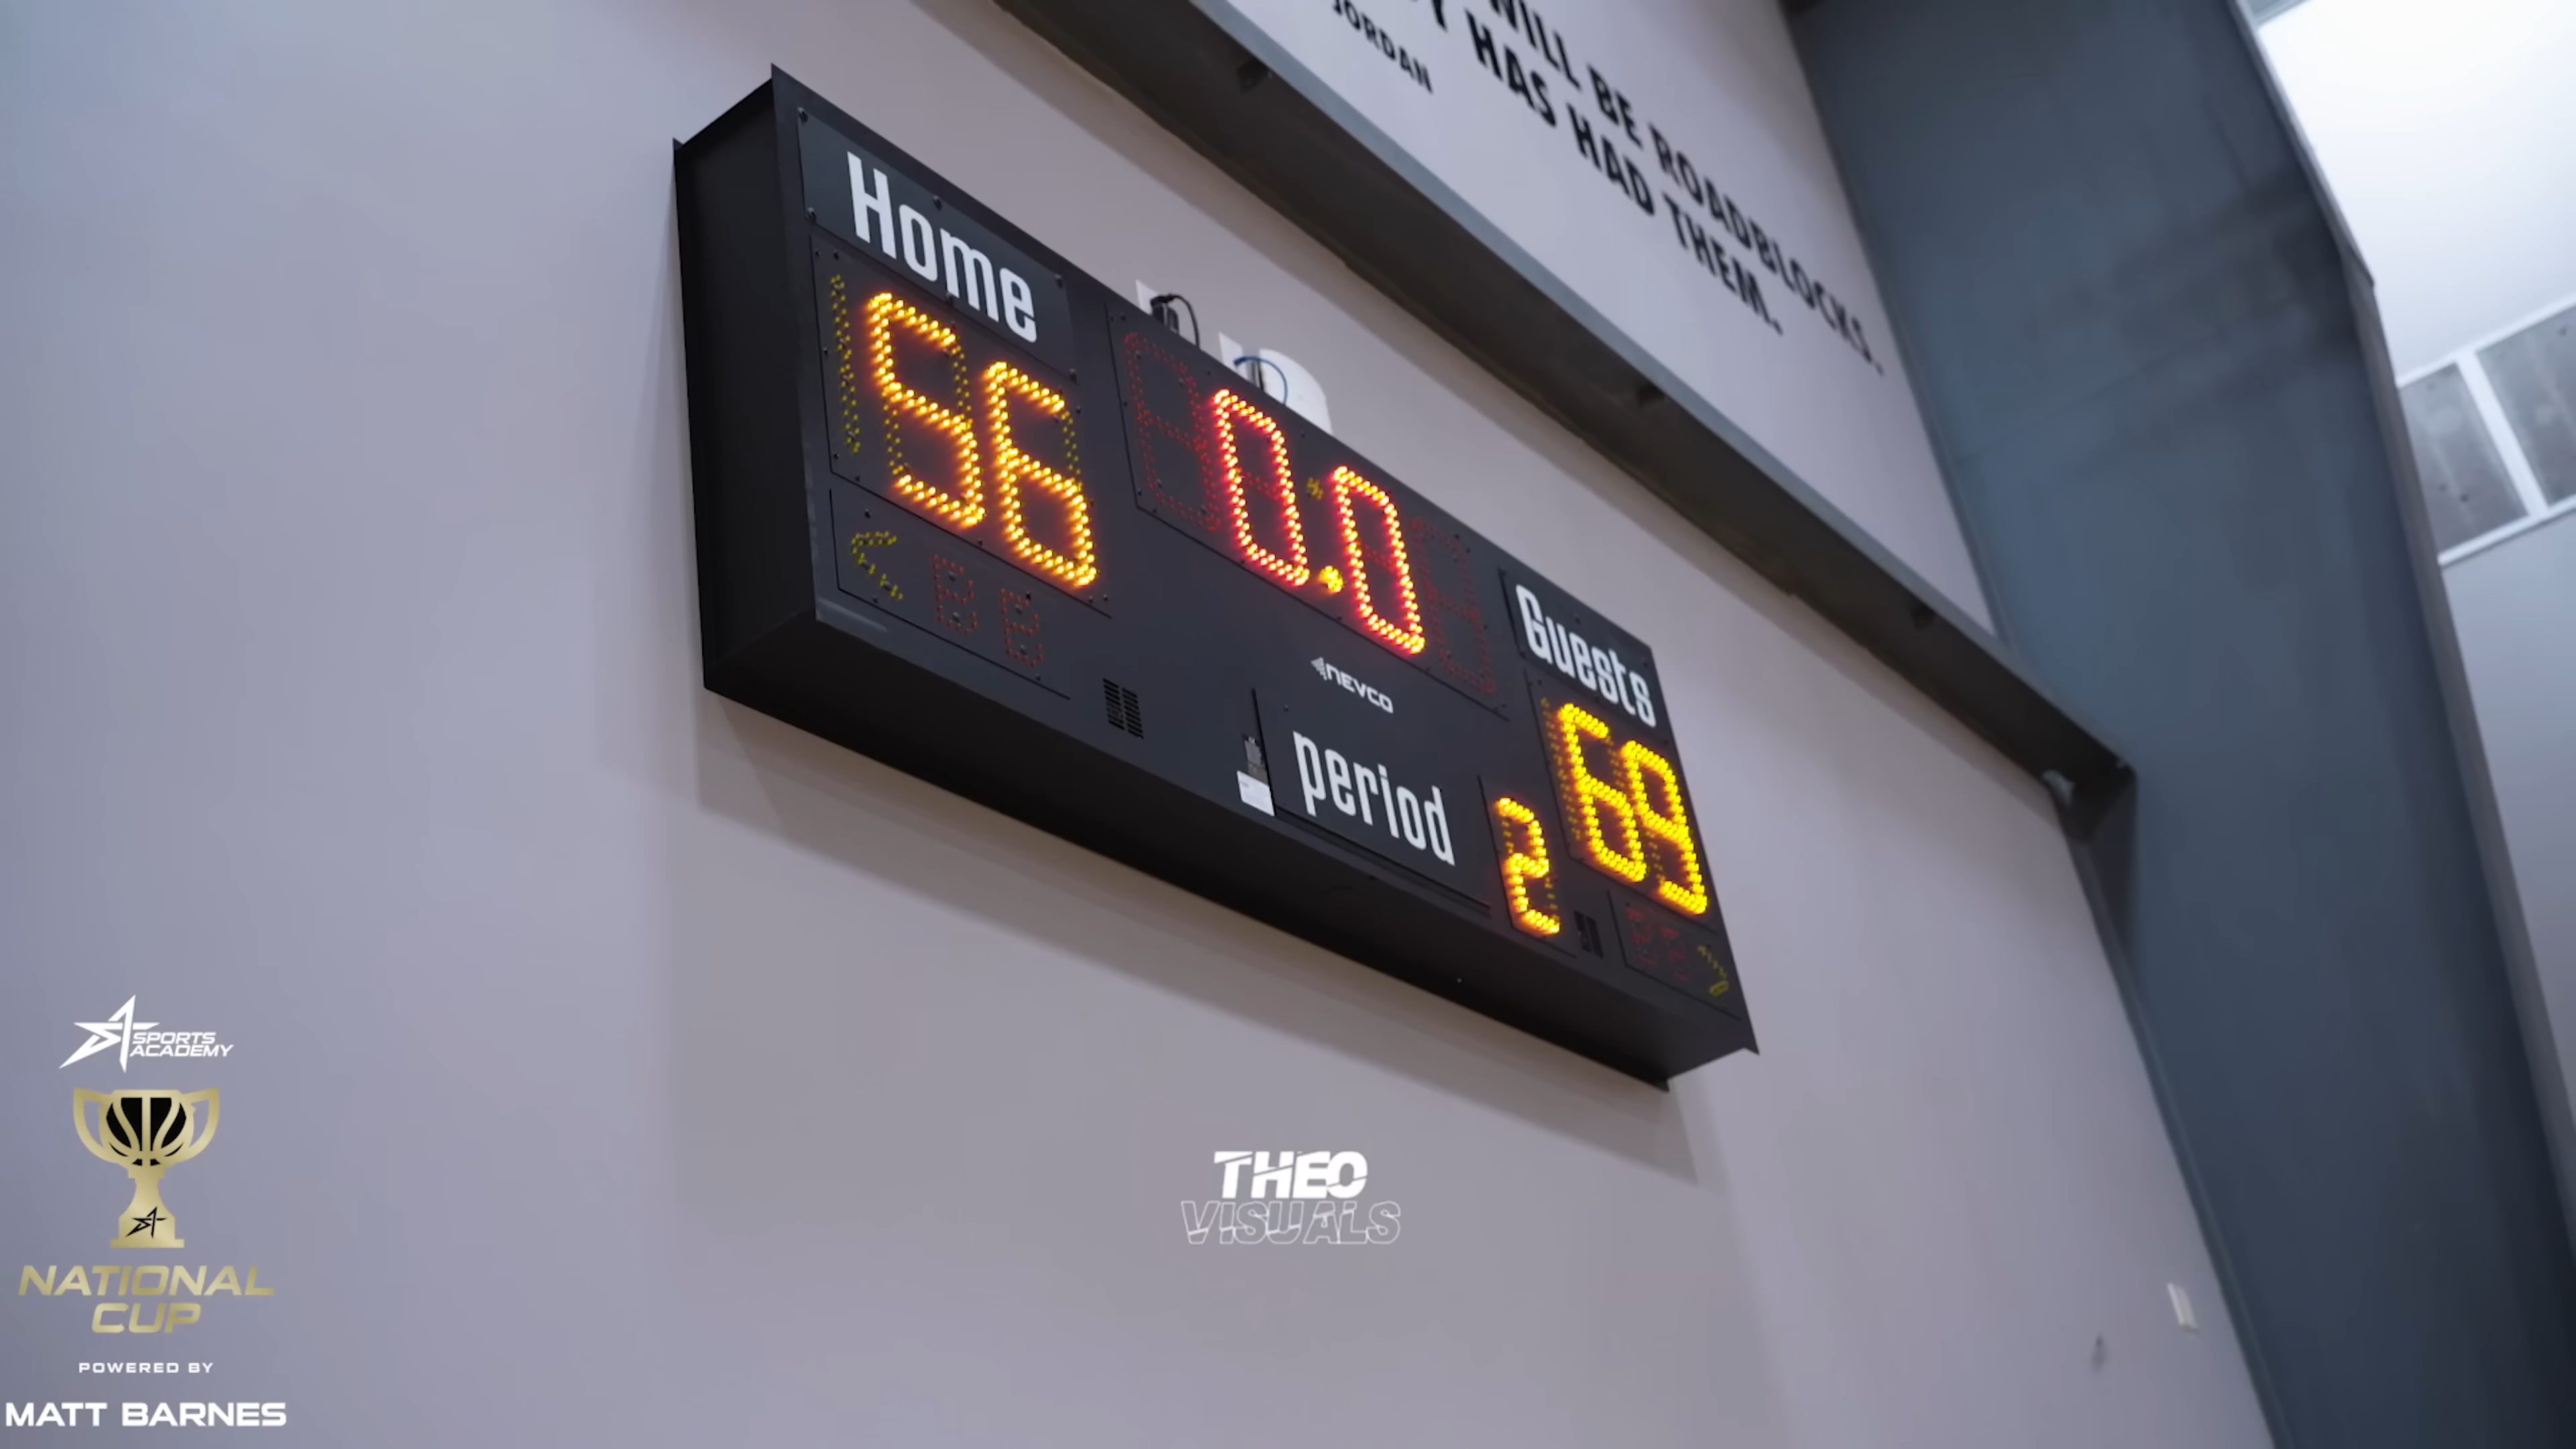 WILL BE ROADBLOCKS.
HAS HAD THEM.
JORDAN
Home
56
0.0
Guests
69
NEVCO
period
2
SPORTS
ACADEMY
NATIONAL
CUP
POWERED BY
MATT BARNES
THEO
VISUALS